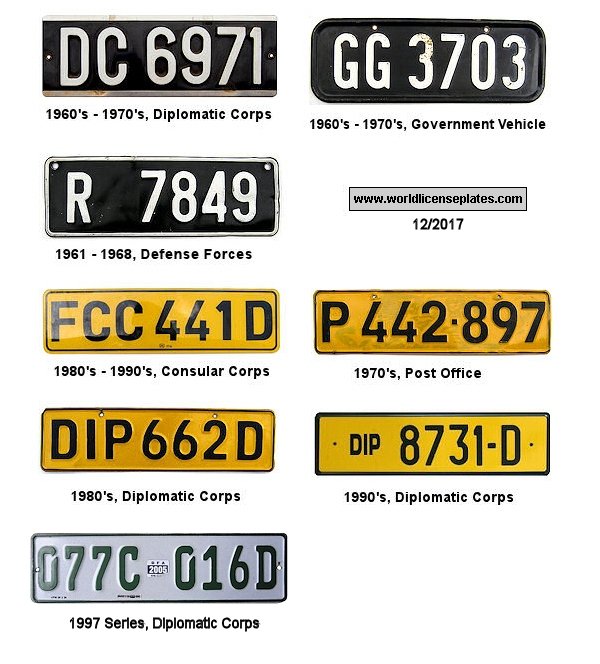 DC 6971
1960's - 1970's, Diplomatic Corps
GG 3703
1960's - 1970's, Government Vehicle
R 7849
1961 - 1968, Defense Forces
www.worldlicenseplates.com
12/2017
FCC 441 D
1980's - 1990's, Consular Corps
P 442·897
1970's, Post Office
DIP 662 D
1980's, Diplomatic Corps
DIP 8731-D
1990's, Diplomatic Corps
077C 016D
DFA
2005
1997 Series, Diplomatic Corps